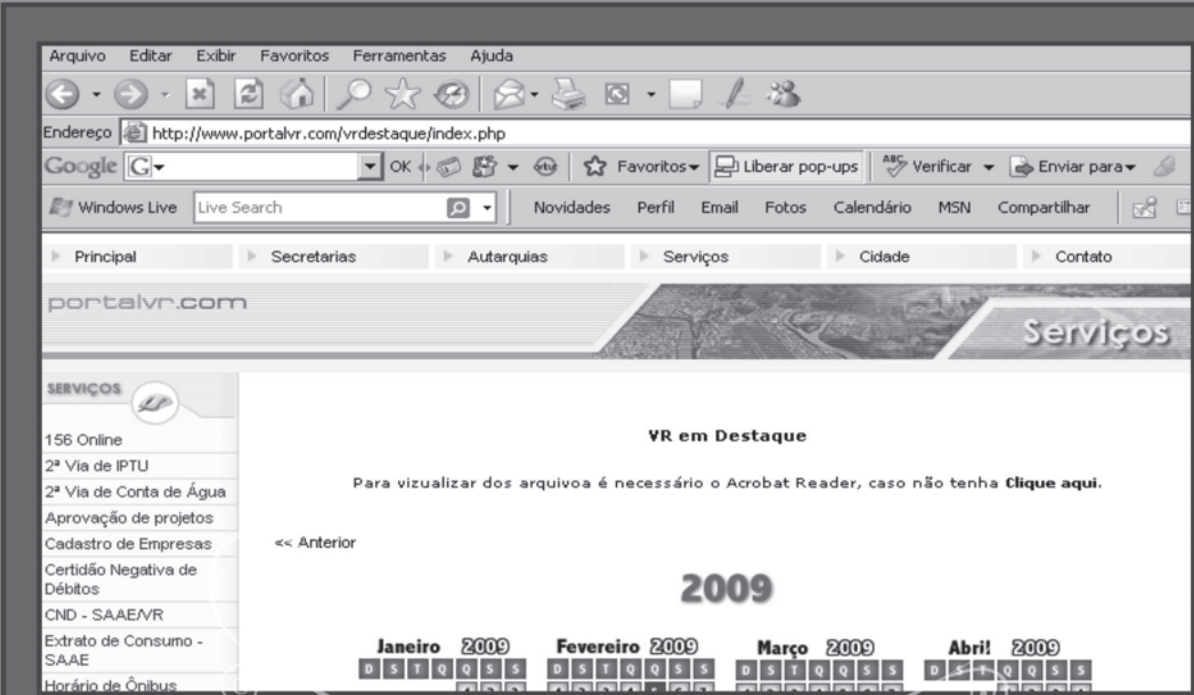 Arquivo Editar Exibir Favoritos Ferramentas Ajuda
Endereço http://www.portalvr.com/vrdestaque/index.php
Google G OK Favoritos Liberar pop-ups ABC Verificar Enviar para
Windows Live Live Search Novidades Perfil Email Fotos Calendário MSN Compartilhar
Principal Secretarias Autarquias Serviços Cidade Contato
portalvr.com
Serviços
SERVIÇOS
156 Online
2ª Via de IPTU
2ª Via de Conta de Água
Aprovação de projetos
Cadastro de Empresas
Certidão Negativa de
Débitos
CND - SAAE/VR
Extrato de Consumo -
SAAE
Horário de Ônibus
VR em Destaque
Para vizualizar dos arquivoa é necessário o Acrobat Reader, caso não tenha Clique aqui.
<< Anterior
2009
Janeiro 2009 Fevereiro 2009 Março 2009 Abril 2009
D S T Q Q S S D S T Q Q S S D S T Q Q S S D S T Q Q S S